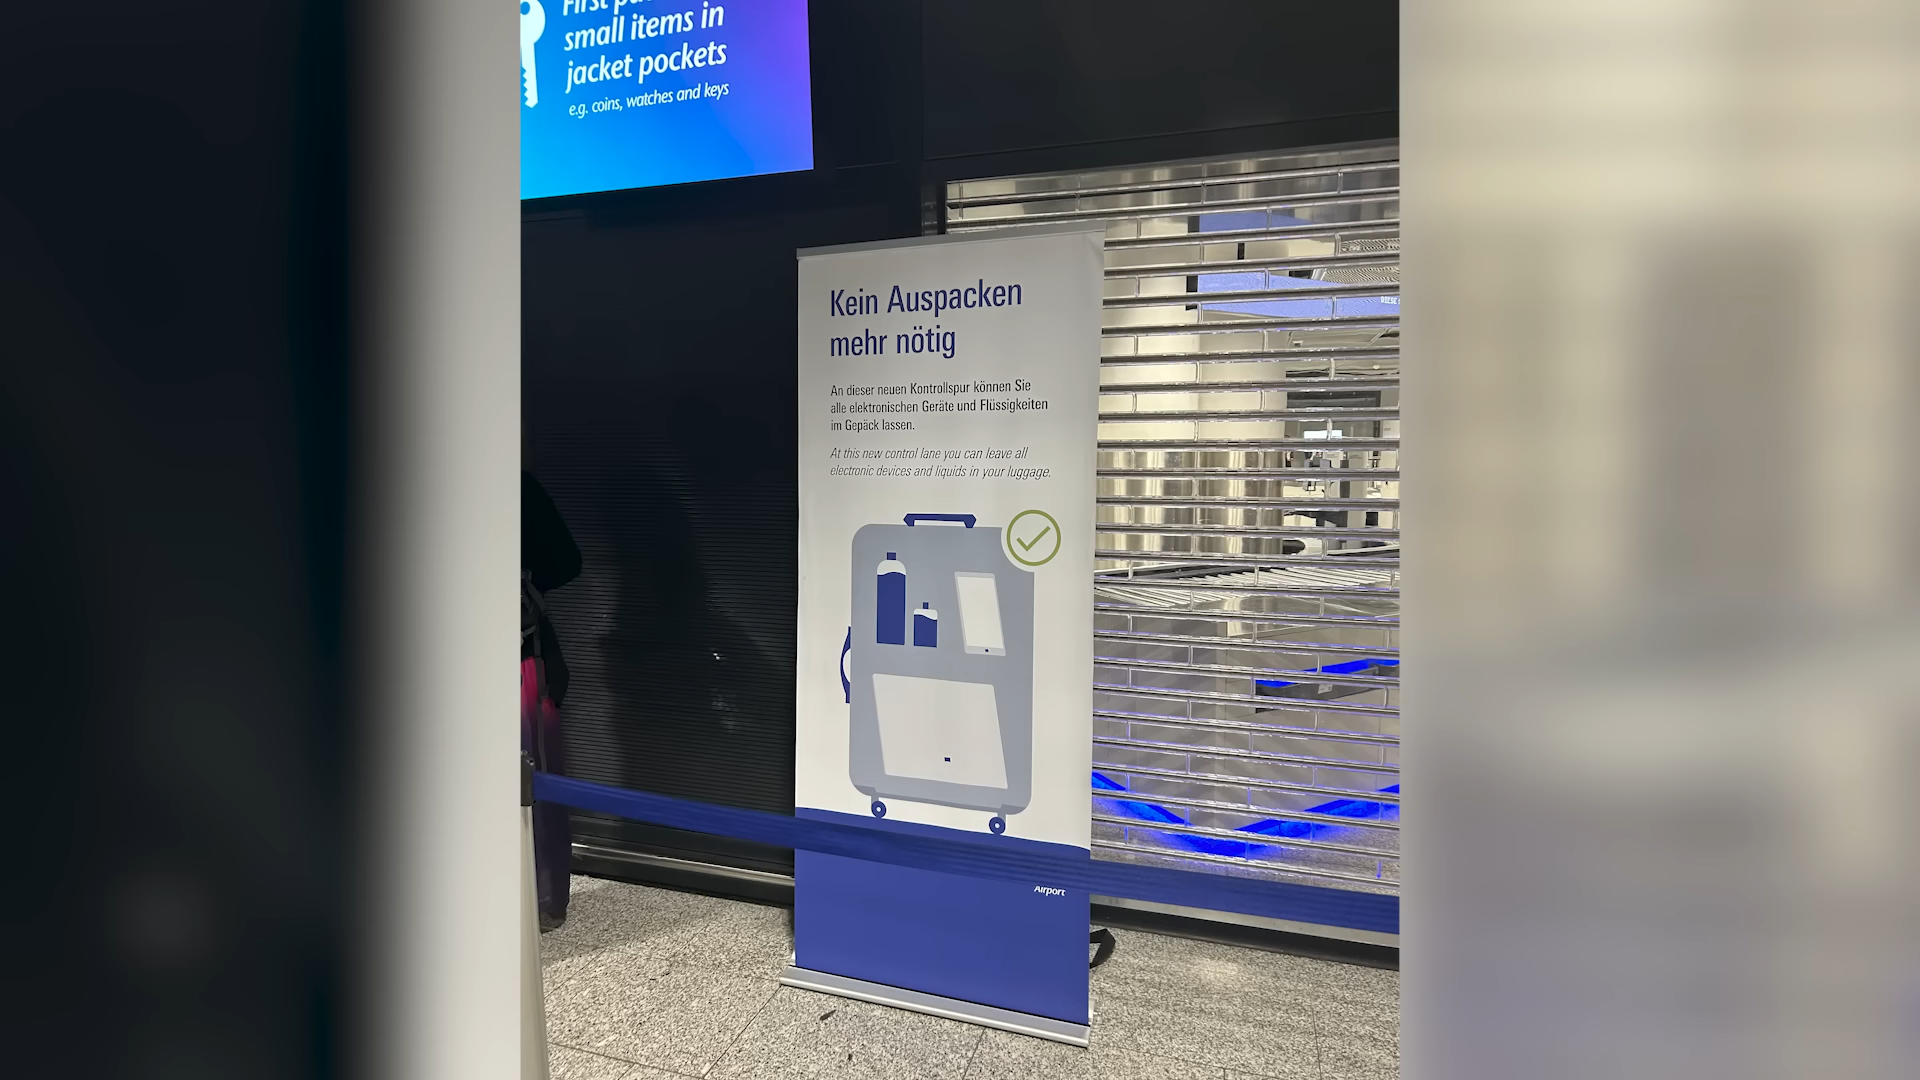 small items in
jacket pockets
e.g. coins, watches and keys
Kein Auspacken
mehr nötig
An dieser neuen Kontrollspur können Sie
alle elektronischen Geräte und Flüssigkeiten
im Gepäck lassen.
At this new control lane you can leave all
electronic devices and liquids in your luggage.
Airport